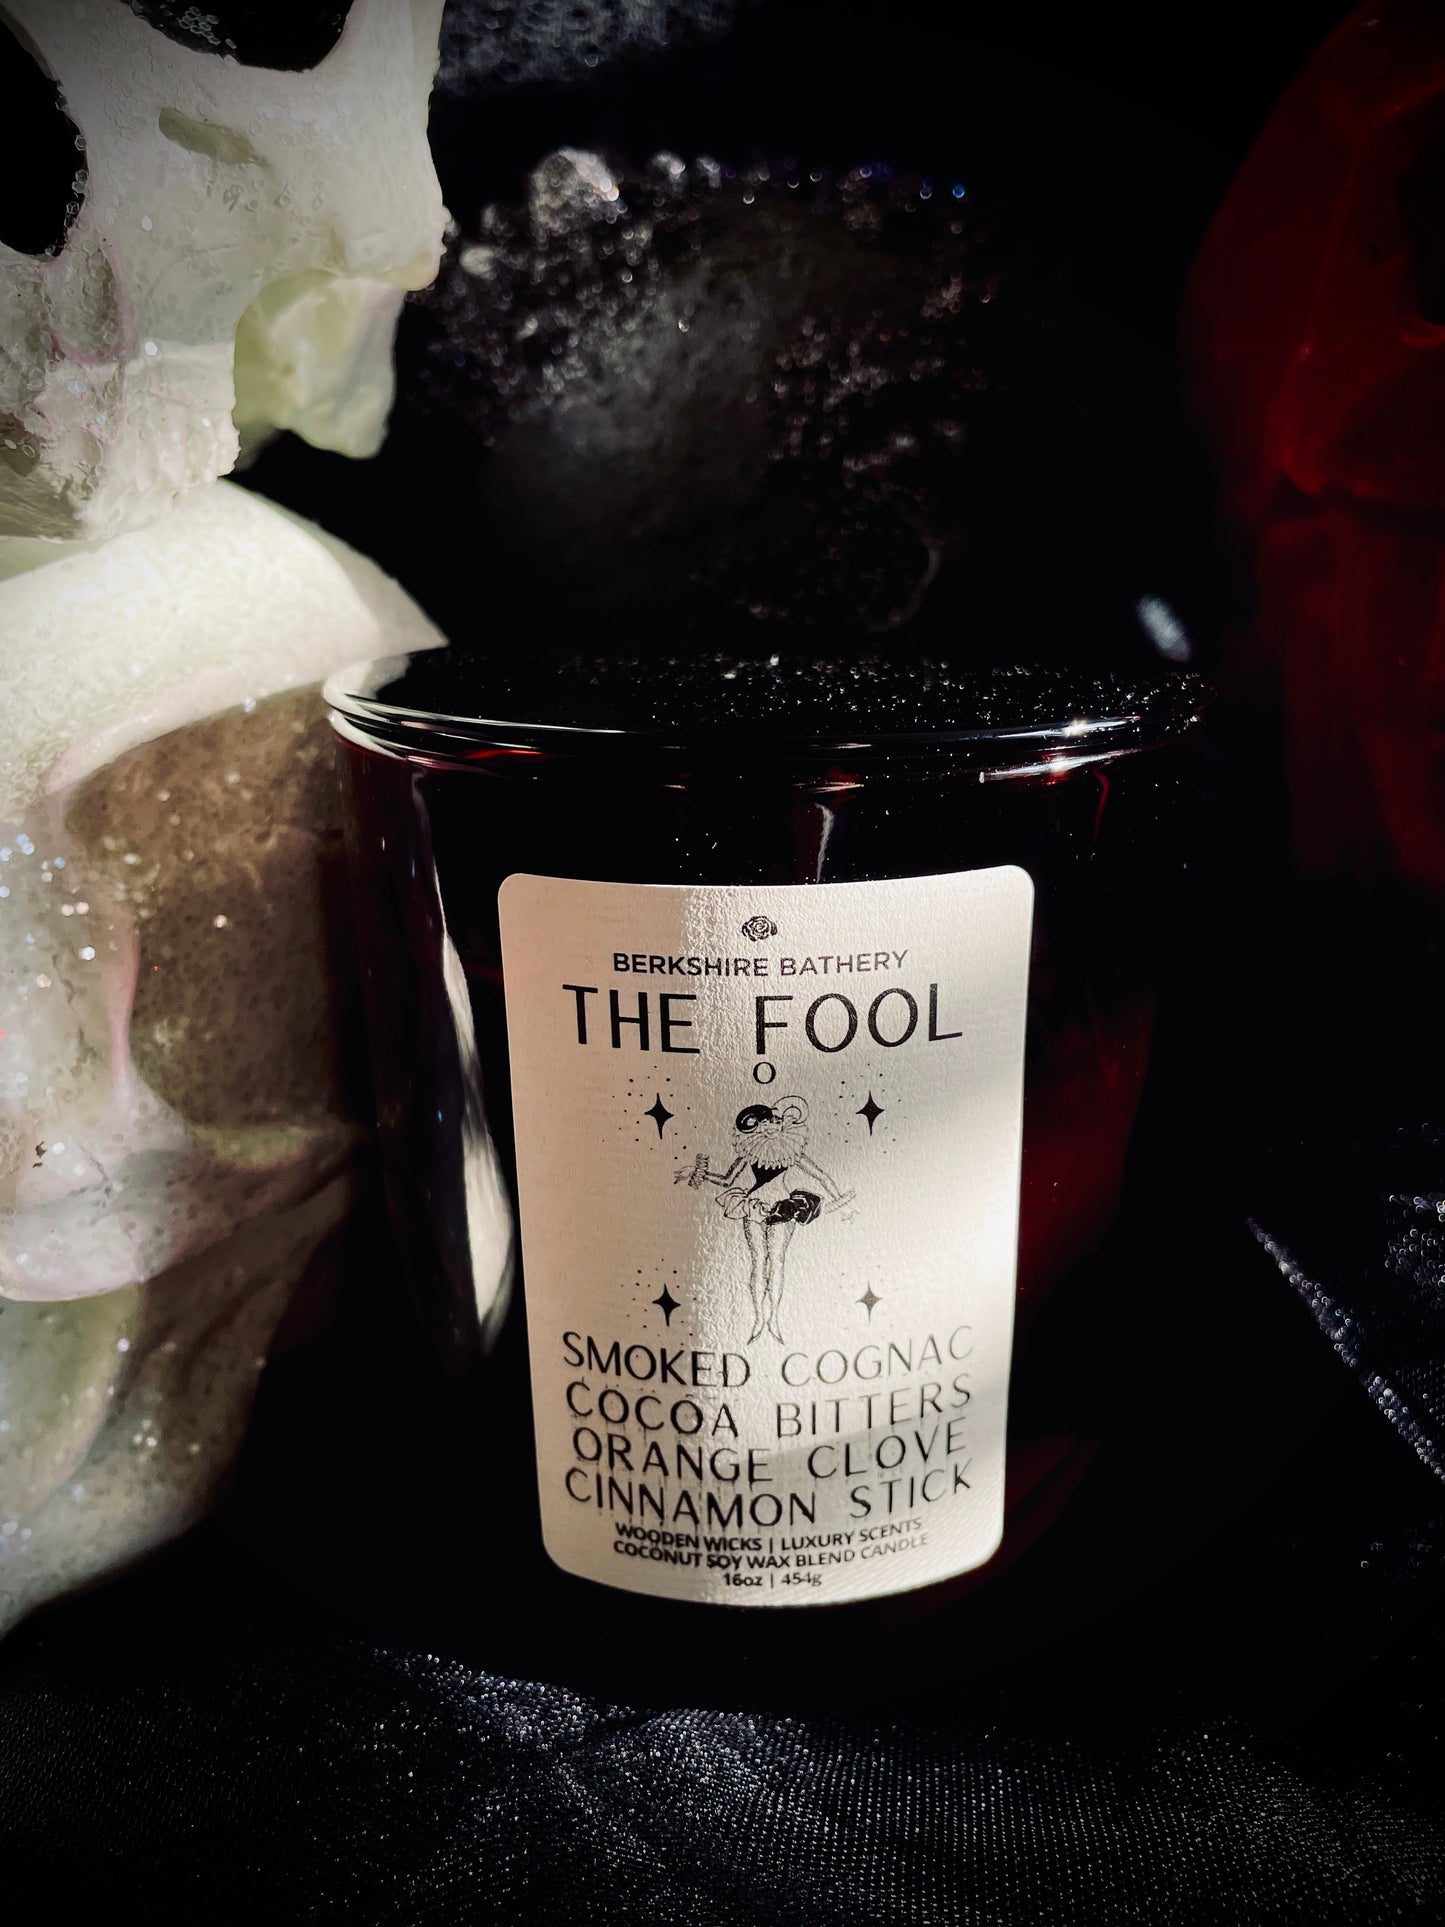 BERKSHIRE BATHERY
THE FOOL
0
SMOKED COGNAC
COCOA BITTERS
ORANGE CLOVE
CINNAMON STICK
WOODEN WICKS | LUXURY SCENTS
COCONUT SOY WAX BLEND CANDLE
16oz | 454g